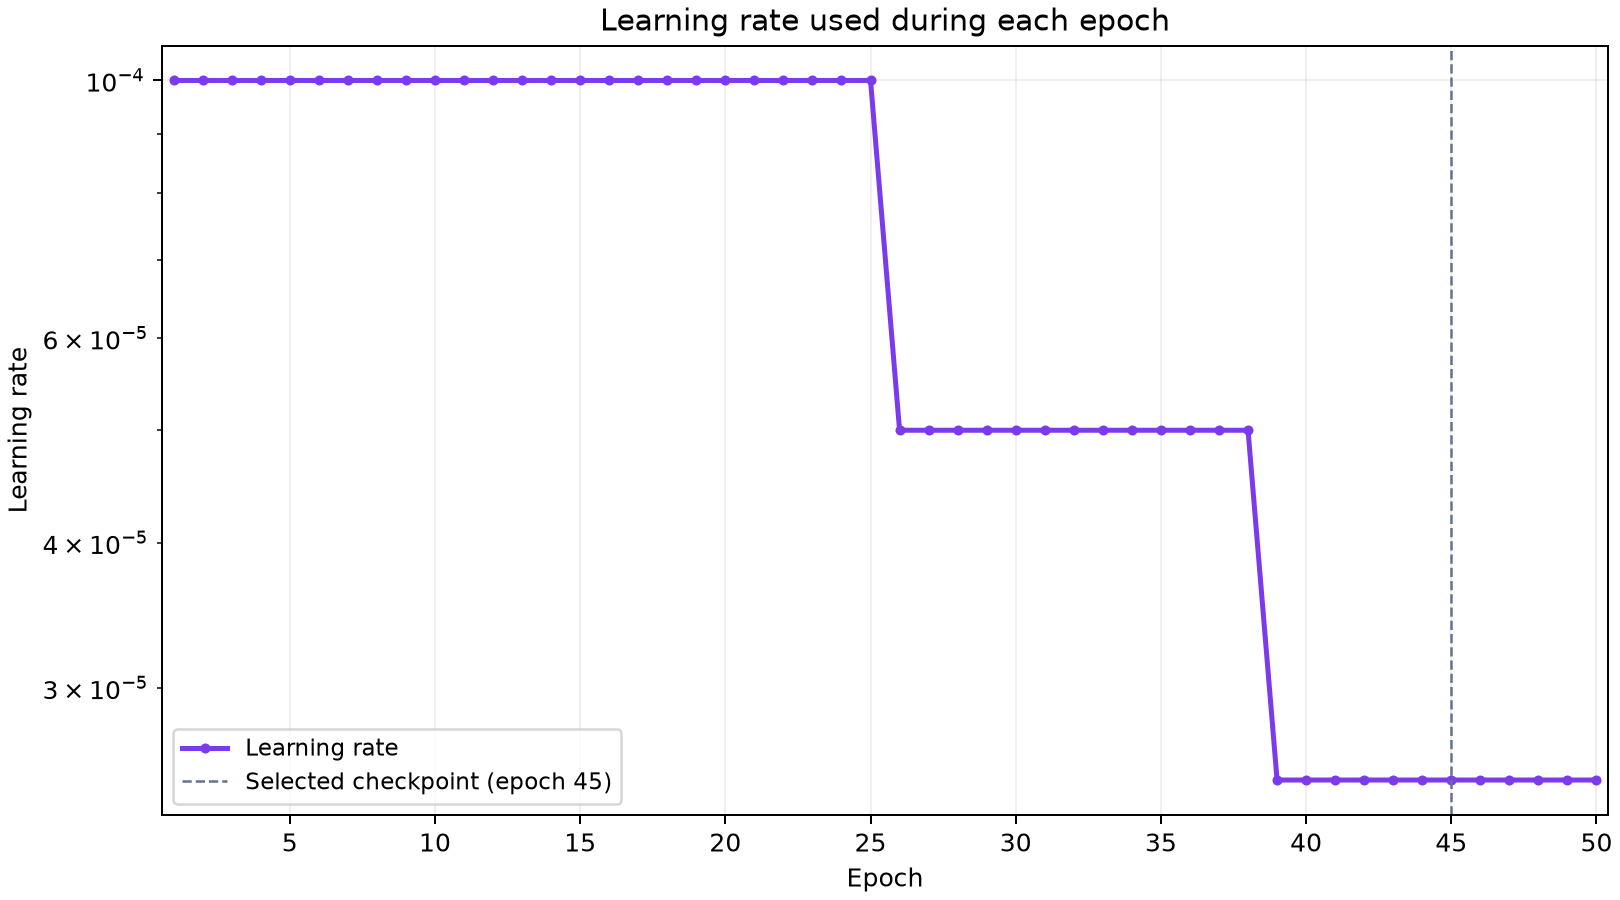 Learning rate used during each epoch
Learning rate
10⁻⁴
6 × 10⁻⁵
4 × 10⁻⁵
3 × 10⁻⁵
Learning rate
Selected checkpoint (epoch 45)
5 10 15 20 25 30 35 40 45 50
Epoch